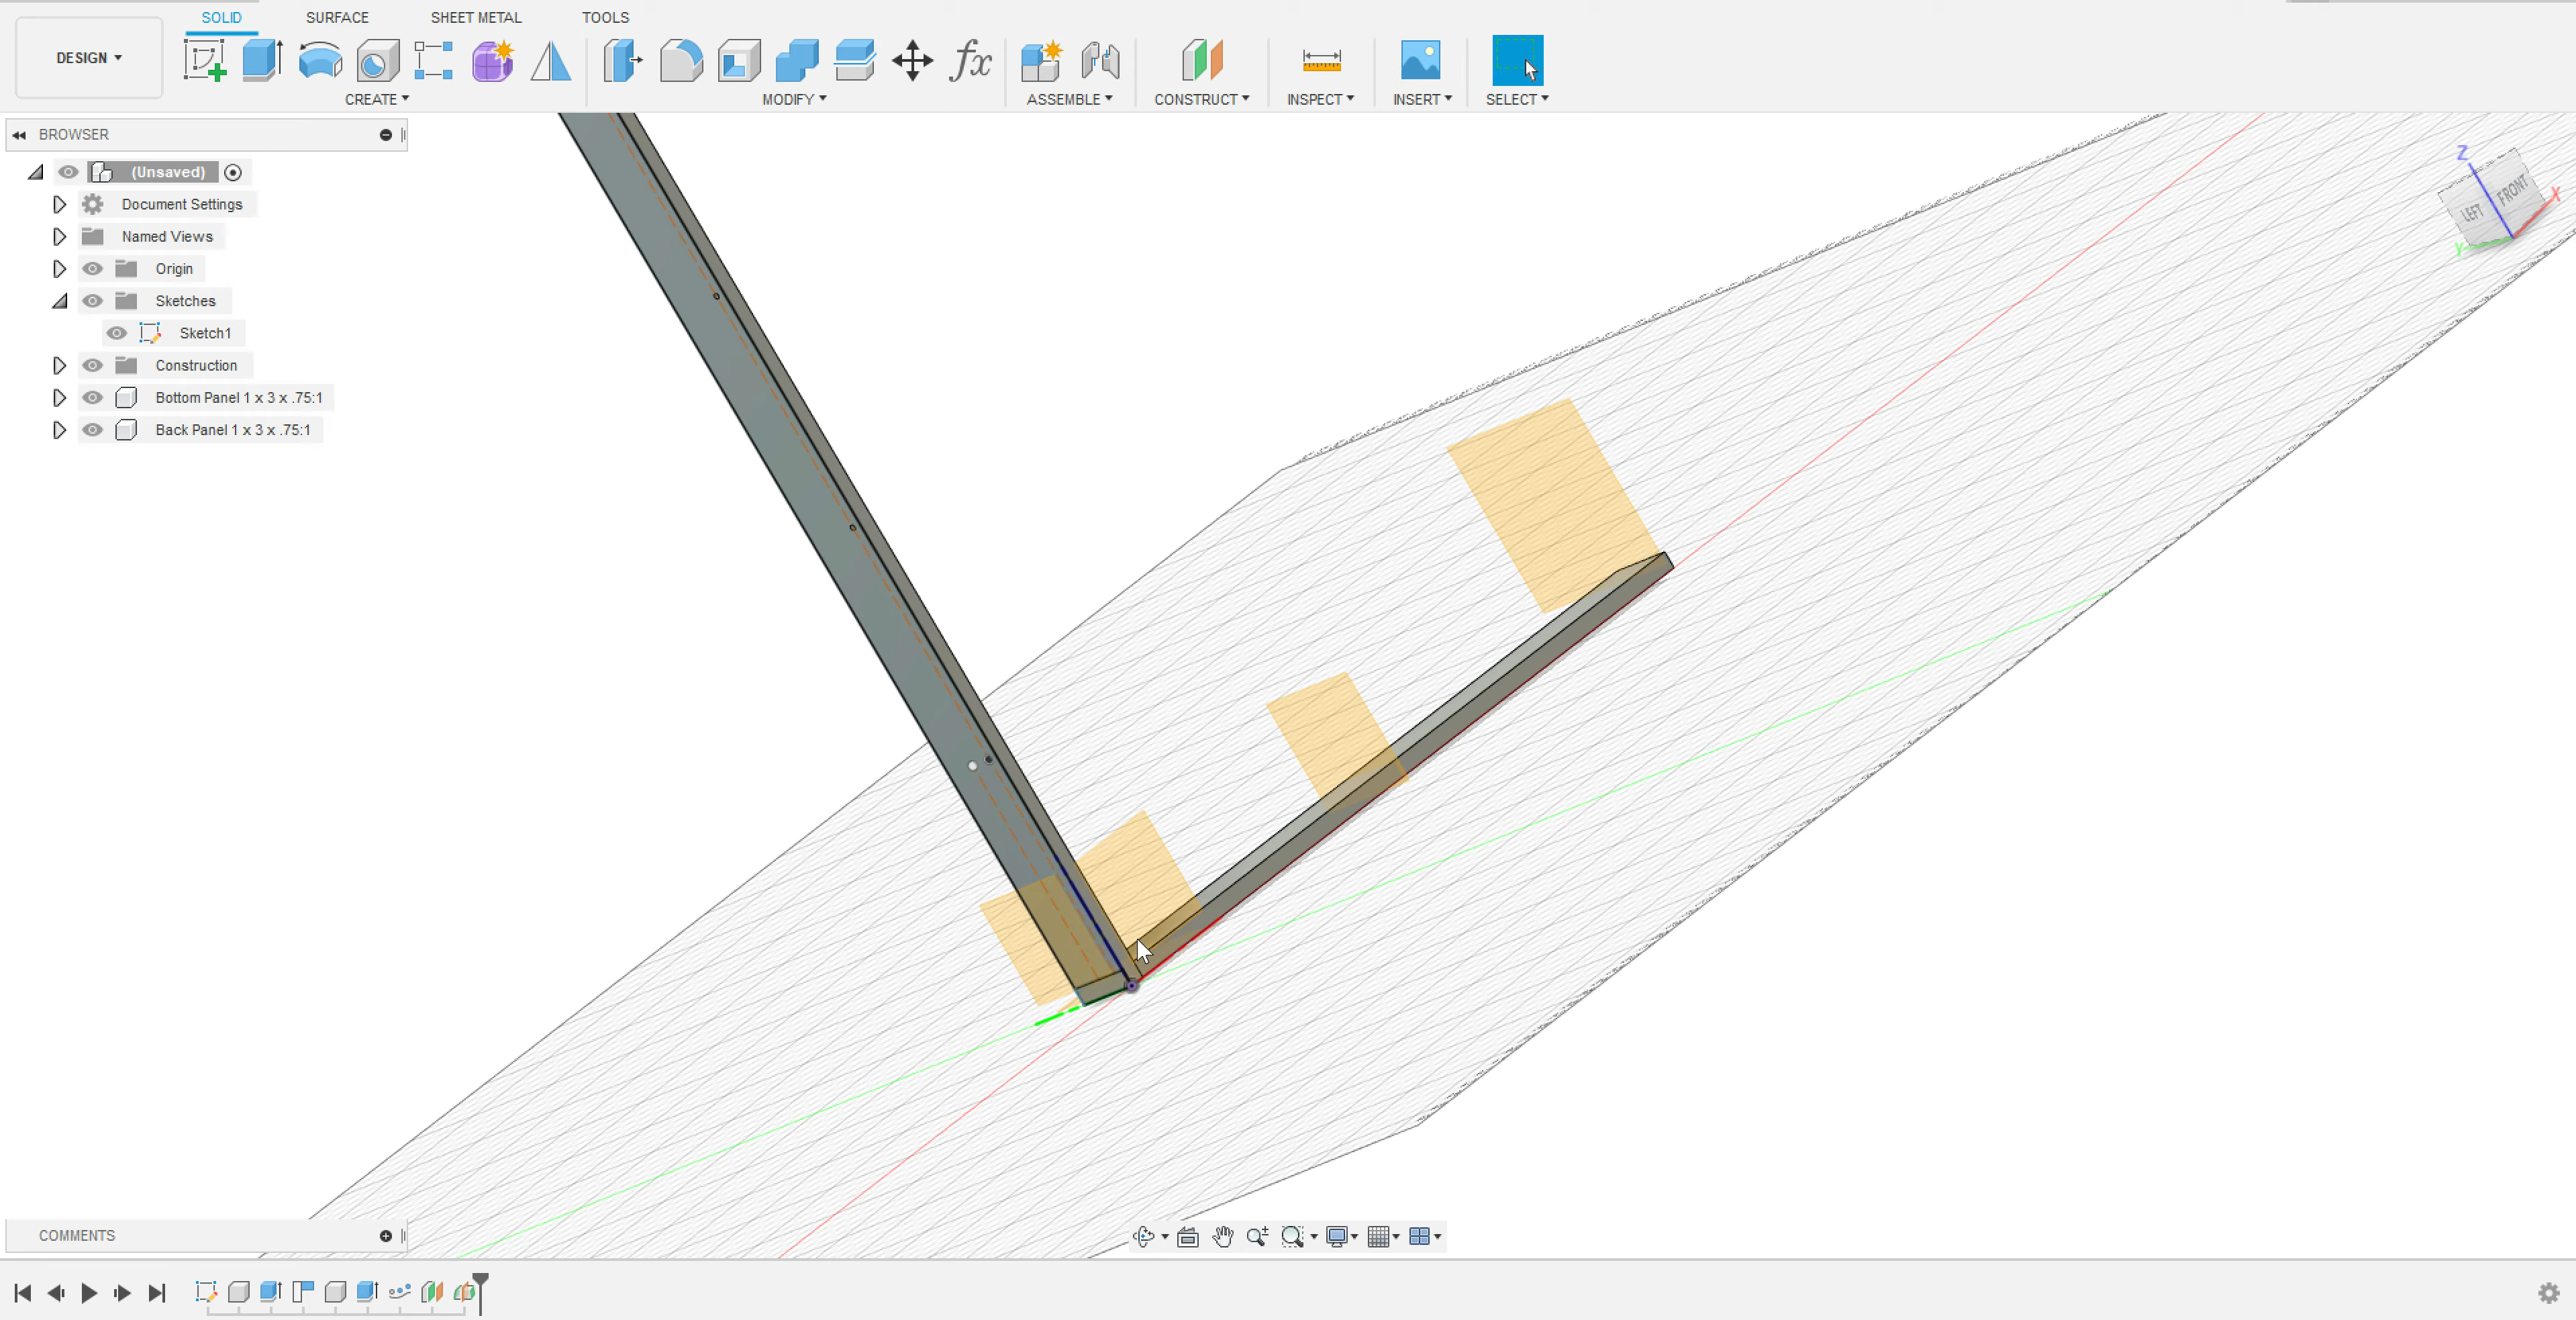 SOLID SURFACE SHEET METAL TOOLS
DESIGN
fx
CREATE MODIFY ASSEMBLE CONSTRUCT INSPECT INSERT SELECT
BROWSER
(Unsaved)
Document Settings
Named Views
Origin
Sketches
Sketch1
Construction
Bottom Panel 1 x 3 x .75:1
Back Panel 1 x 3 x .75:1
Z
LEFT FRONT X
Y
COMMENTS